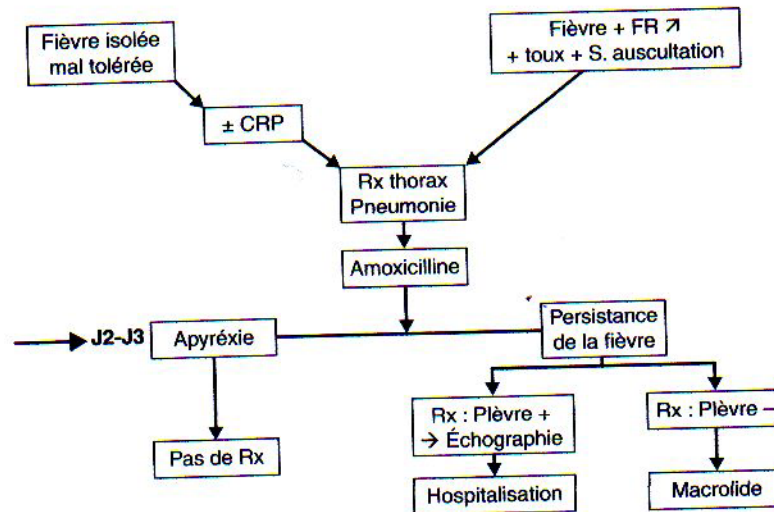 Fièvre isolée
mal tolérée
Fièvre + FR ↗
+ toux + S. auscultation
± CRP
Rx thorax
Pneumonie
Amoxicilline
J2-J3
Apyréxie
Persistance
de la fièvre
Rx : Plèvre +
→ Échographie
Rx : Plèvre –
Pas de Rx
Hospitalisation
Macrolide